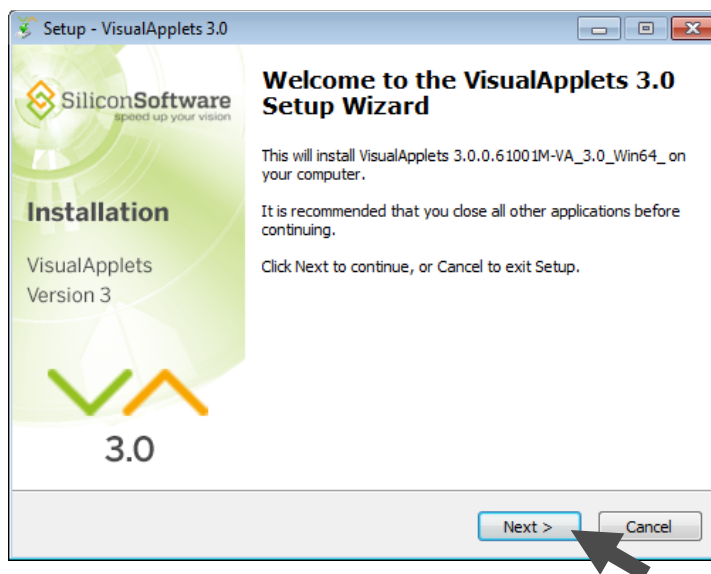 Setup - VisualApplets 3.0
SiliconSoftware
speed up your vision
Installation
VisualApplets
Version 3
3.0
Welcome to the VisualApplets 3.0
Setup Wizard
This will install VisualApplets 3.0.0.61001M-VA_3.0_Win64_ on
your computer.
It is recommended that you close all other applications before
continuing.
Click Next to continue, or Cancel to exit Setup.
Next >
Cancel